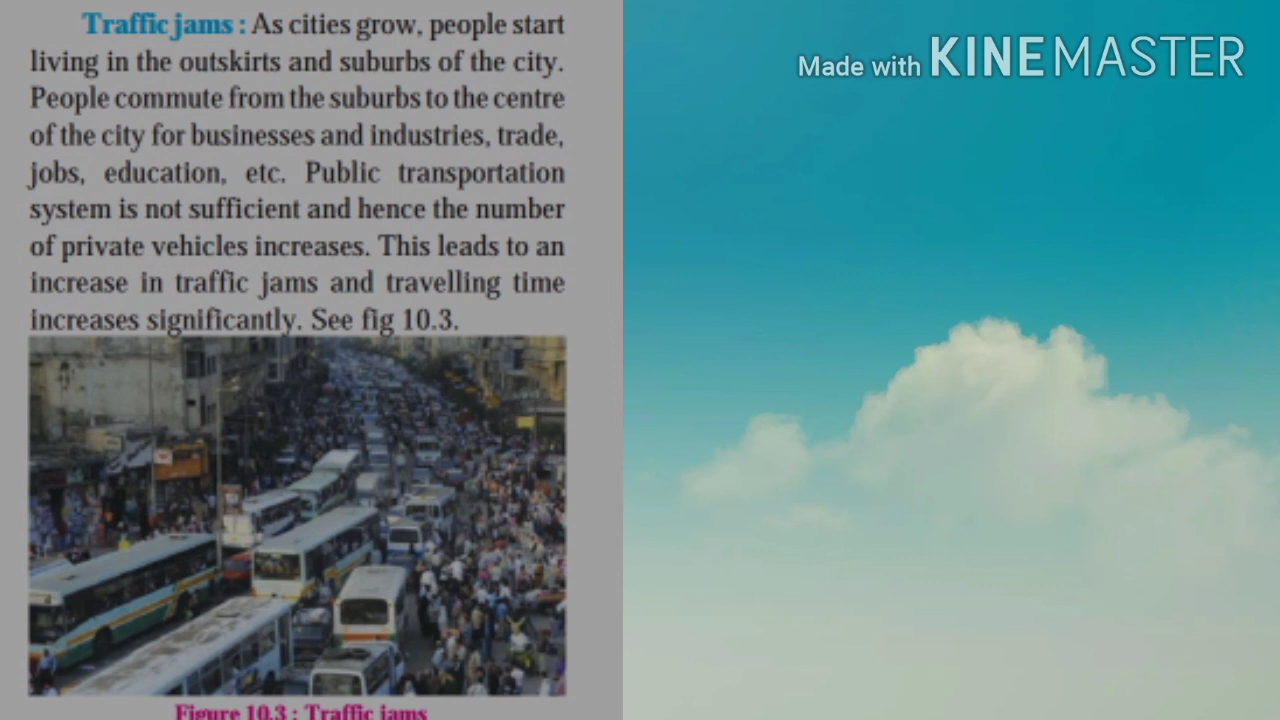 Traffic jams : As cities grow, people start
living in the outskirts and suburbs of the city.
People commute from the suburbs to the centre
of the city for businesses and industries, trade,
jobs, education, etc. Public transportation
system is not sufficient and hence the number
of private vehicles increases. This leads to an
increase in traffic jams and travelling time
increases significantly. See fig 10.3.
Figure 10.3 : Traffic jams
Made with KINEMASTER